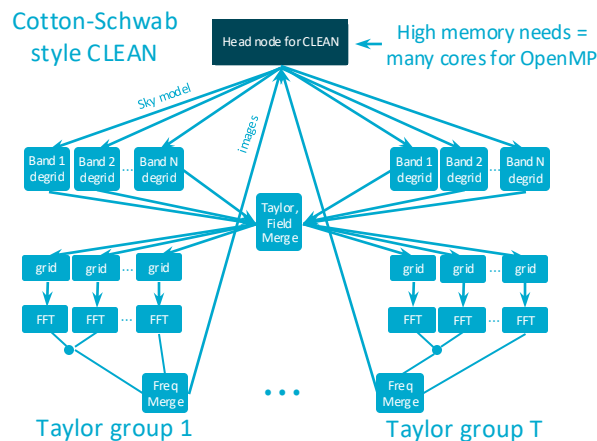 Cotton-Schwab
style CLEAN
Head node for CLEAN
High memory needs =
many cores for OpenMP
Sky model
images
Band 1
degrid
Band 2
degrid
...
Band N
degrid
Band 1
degrid
Band 2
degrid
...
Band N
degrid
Taylor,
Field
Merge
grid
grid
...
grid
grid
grid
...
grid
FFT
FFT
...
FFT
FFT
FFT
...
FFT
Freq
Merge
...
Freq
Merge
Taylor group 1
Taylor group T